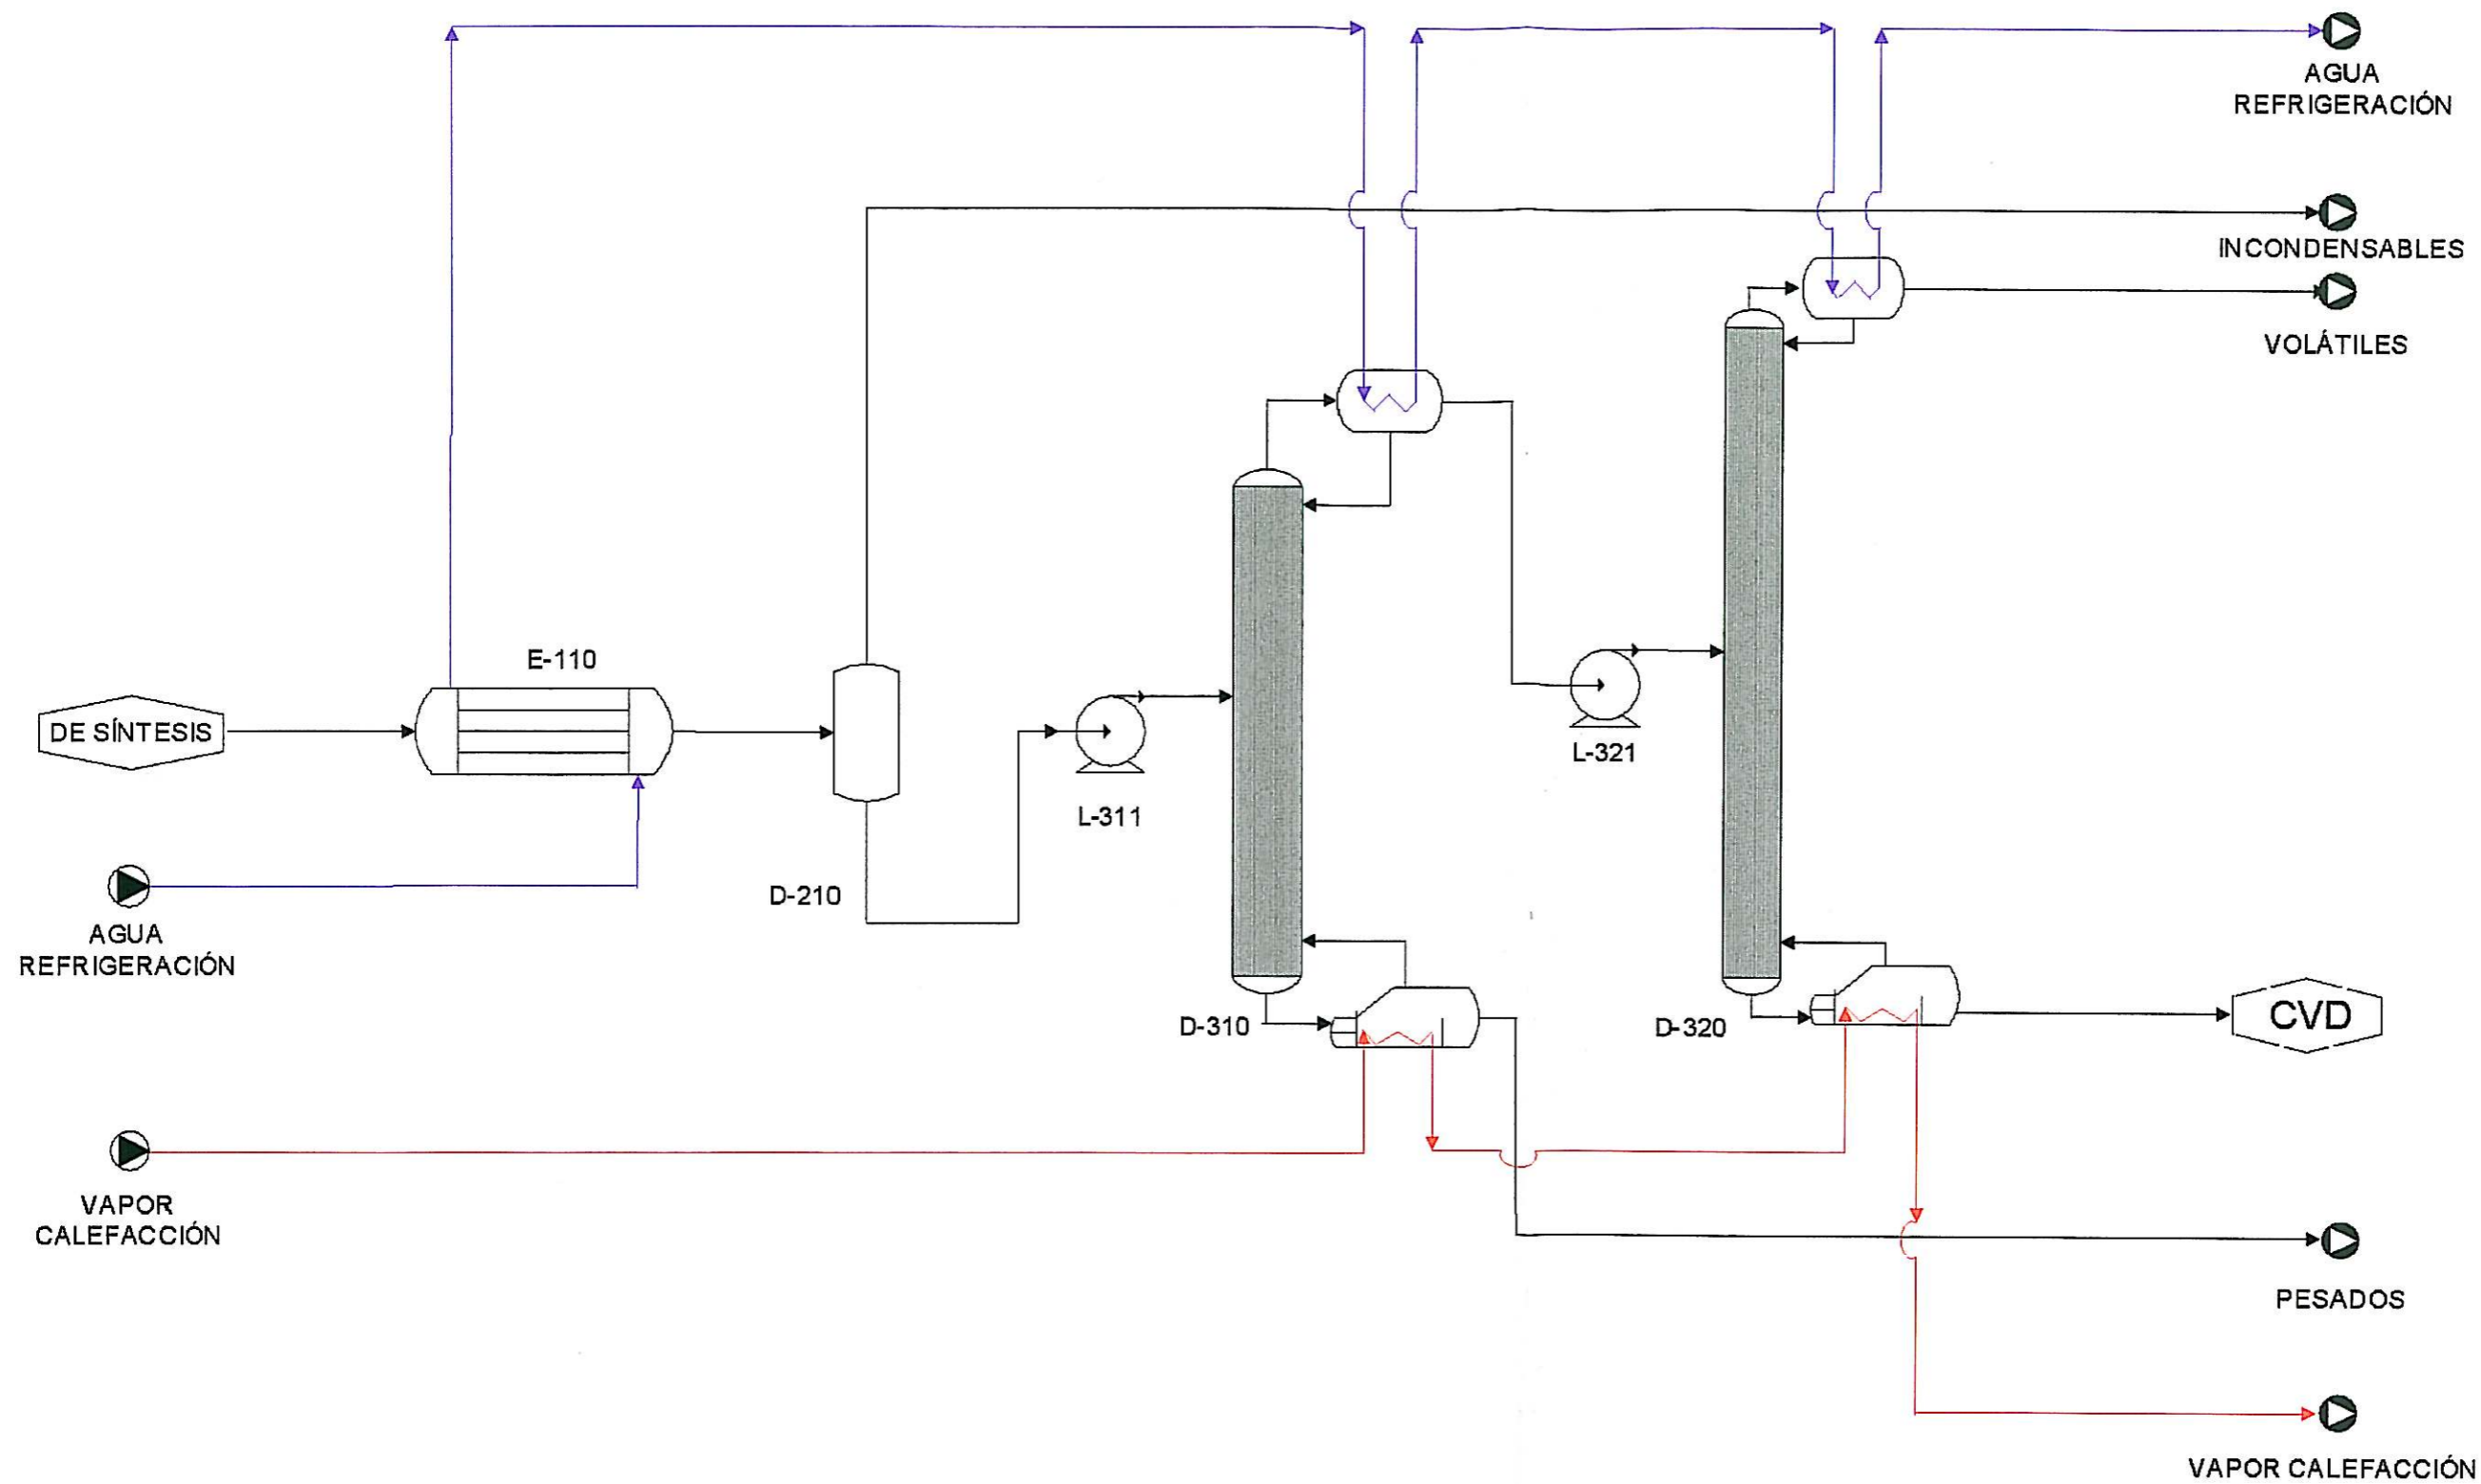 AGUA
REFRIGERACIÓN
INCONDENSABLES
VOLÁTILES
E-110
DE SÍNTESIS
L-321
L-311
D-210
AGUA
REFRIGERACIÓN
D-310
D-320
CVD
VAPOR
CALEFACCIÓN
PESADOS
VAPOR CALEFACCIÓN